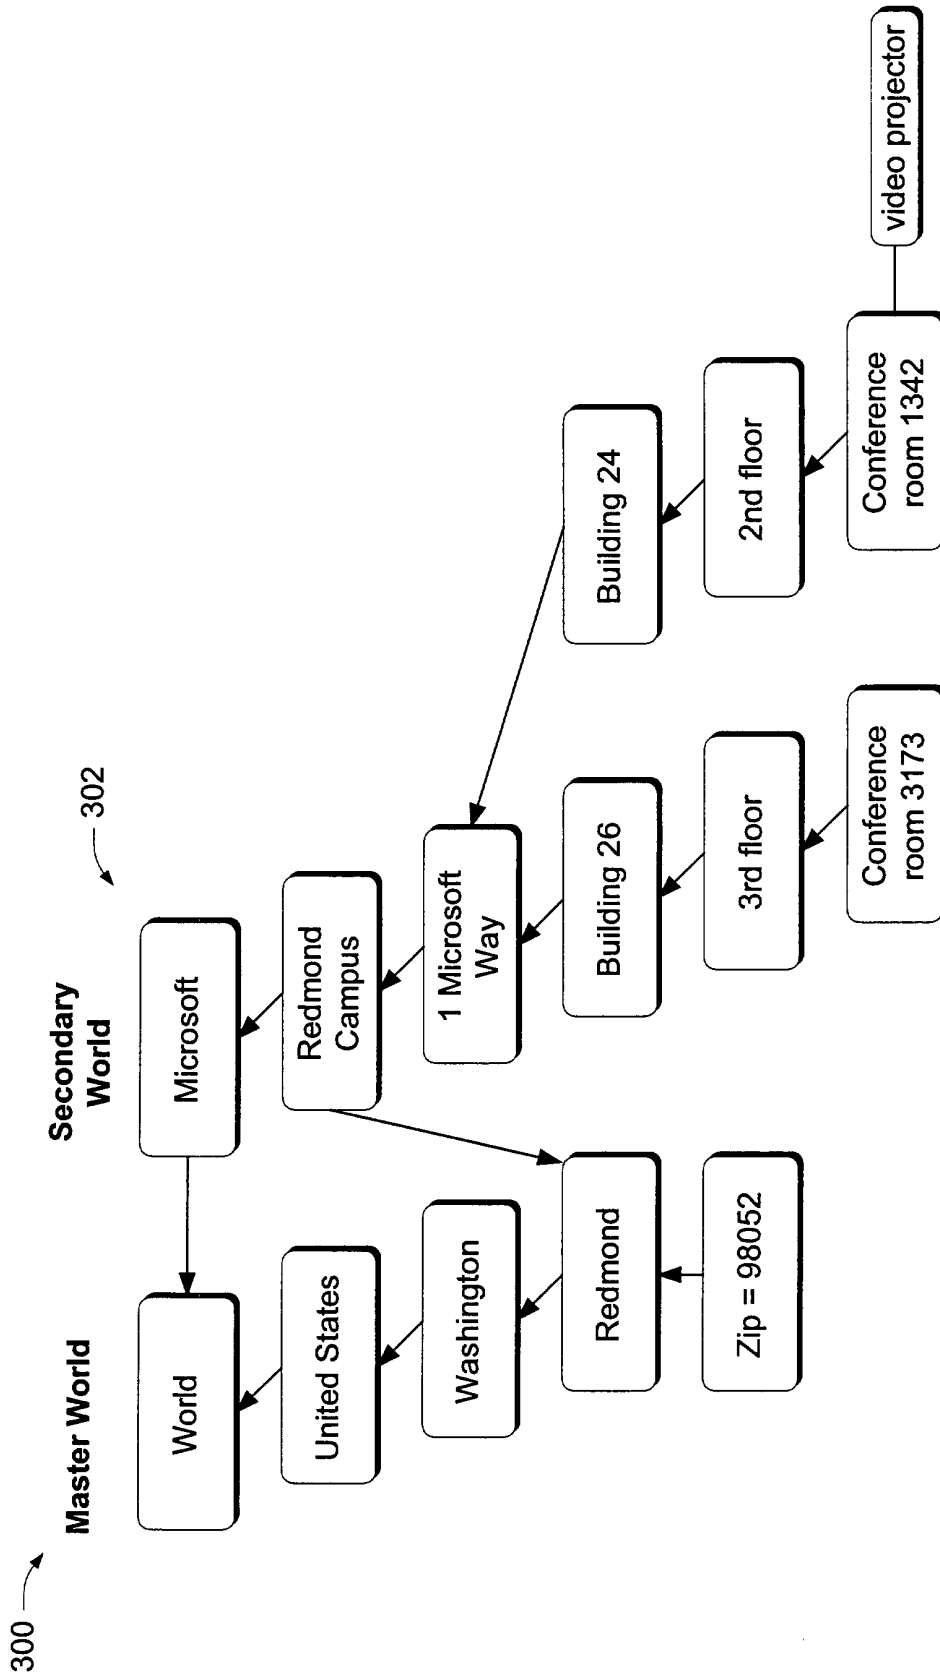 300
Master World
Secondary
World
302
World
Microsoft
United States
Redmond
Campus
Washington
1 Microsoft
Way
Redmond
Building 26
Building 24
Zip = 98052
3rd floor
2nd floor
Conference
room 3173
Conference
room 1342
video projector